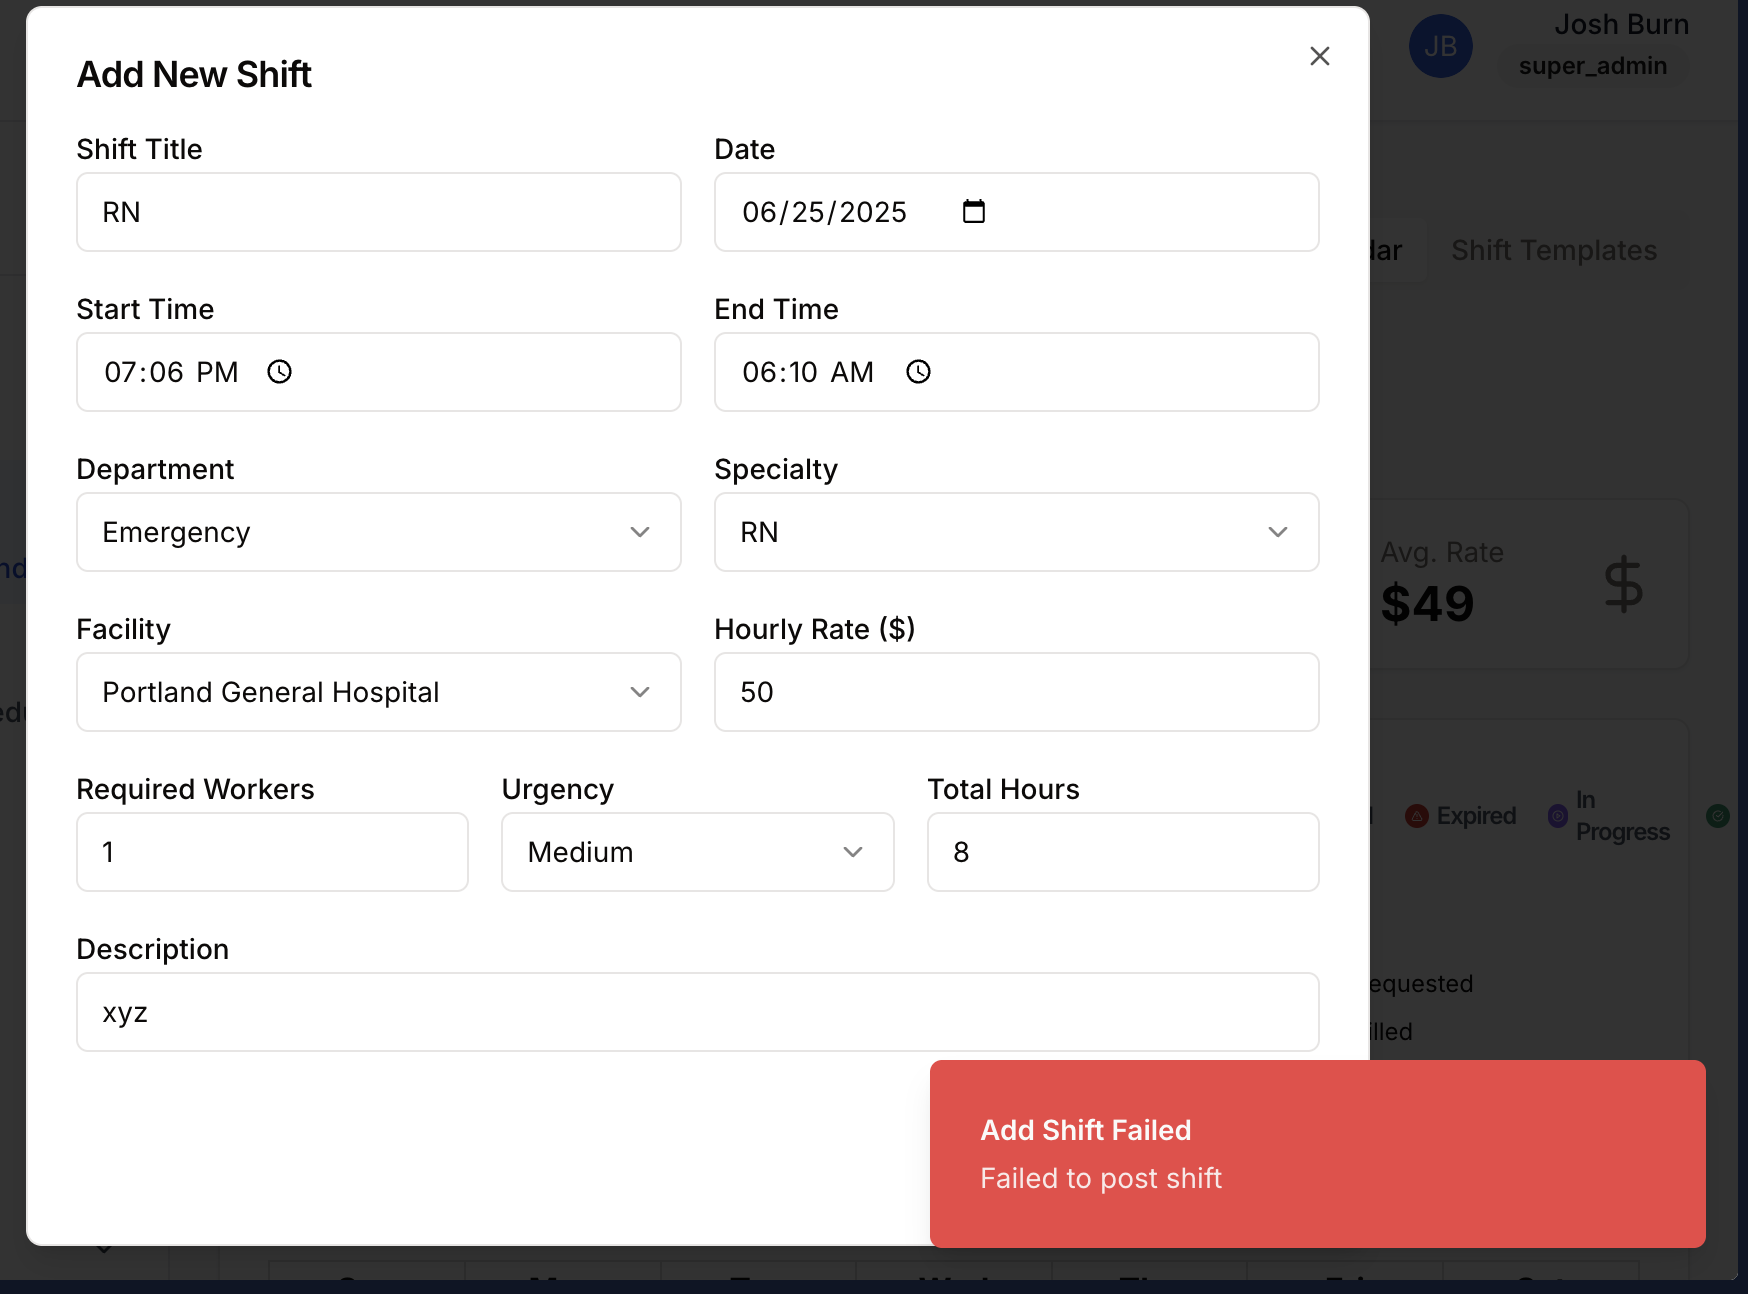 Add New Shift
Shift Title
RN
Date
06/25/2025
Start Time
07:06 PM
End Time
06:10 AM
Department
Emergency
Specialty
RN
Facility
Portland General Hospital
Hourly Rate ($)
50
Required Workers
1
Urgency
Medium
Total Hours
8
Description
xyz
Add Shift Failed
Failed to post shift
JB
Josh Burn
super_admin
dar
Shift Templates
Avg. Rate
$49
Expired
In
Progress
equested
illed